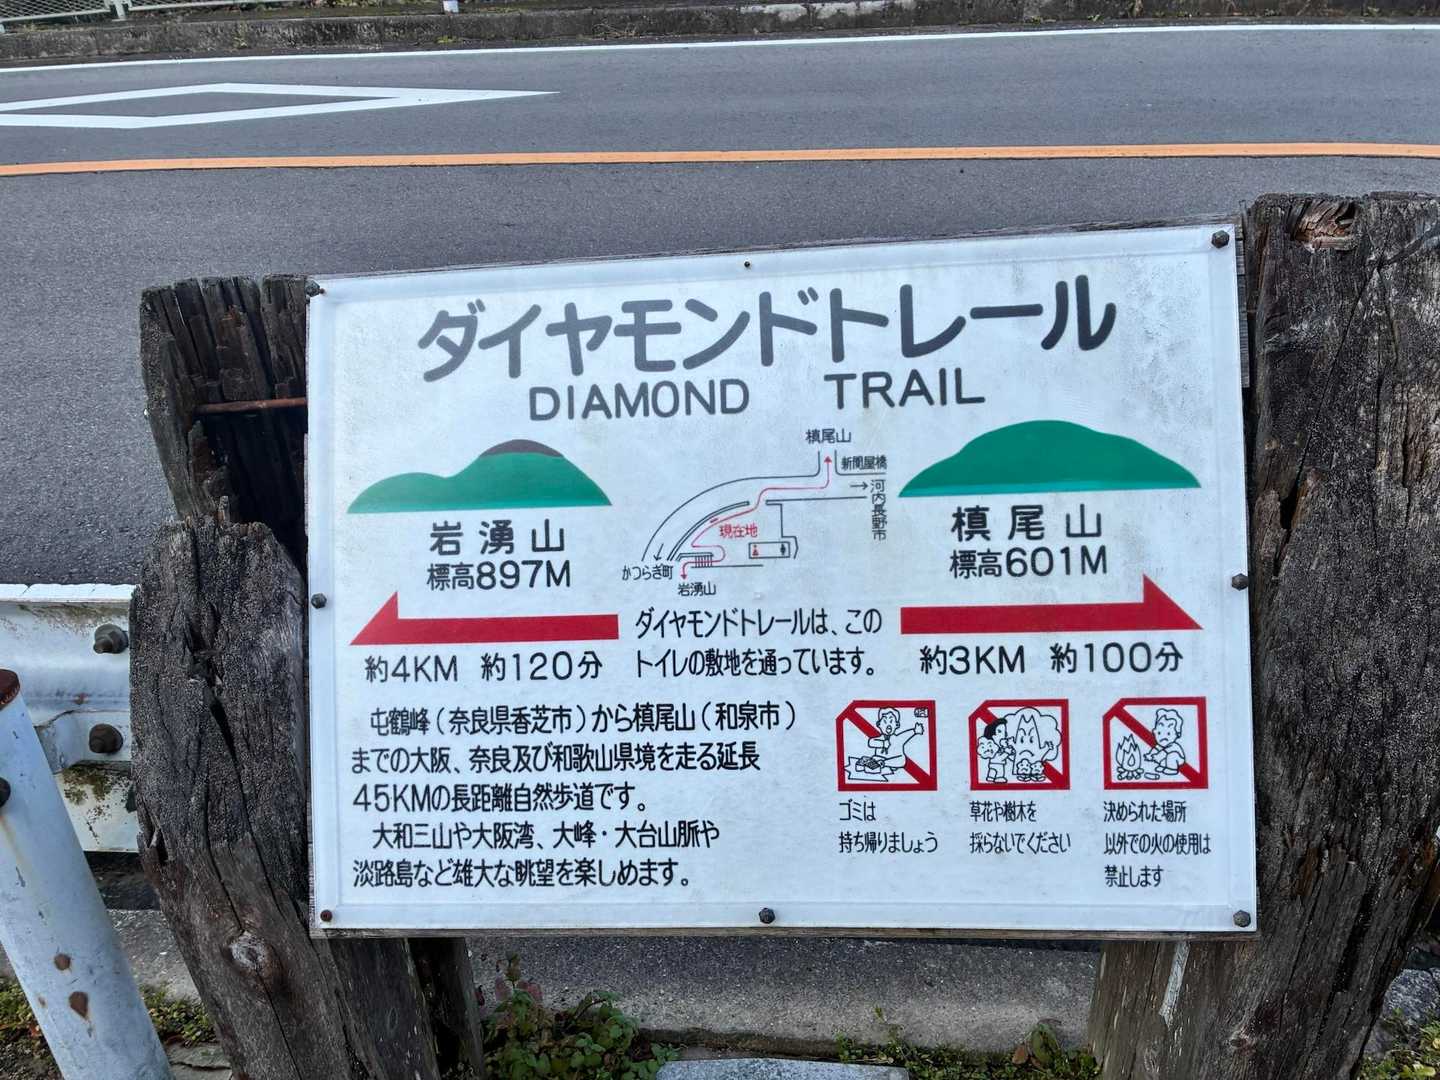 ダイヤモンドトレール
DIAMOND TRAIL
槙尾山
新関屋橋
→河内長野市
現在地
かつらぎ町
岩湧山
岩湧山
標高897M
槙尾山
標高601M
ダイヤモンドトレールは、この
トイレの敷地を通っています。
約4KM 約120分
約3KM 約100分
屯鶴峰(奈良県香芝市)から槙尾山(和泉市)
までの大阪、奈良及び和歌山県境を走る延長
45KMの長距離自然歩道です。
大和三山や大阪湾、大峰・大台山脈や
淡路島など雄大な眺望を楽しめます。
ゴミは
持ち帰りましょう
草花や樹木を
採らないでください
決められた場所
以外での火の使用は
禁止します